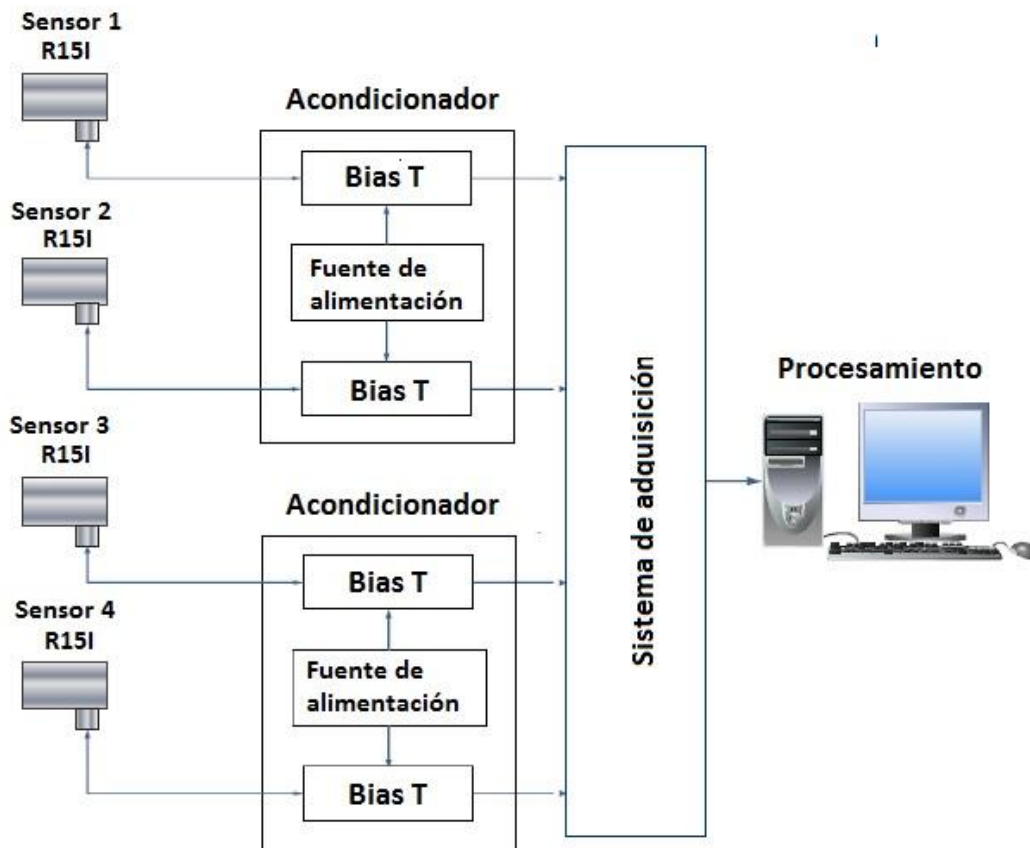 Sensor 1
R15I
Acondicionador
Bias T
Sensor 2
R15I
Fuente de
alimentación
Bias T
Sensor 3
R15I
Acondicionador
Bias T
Sensor 4
R15I
Fuente de
alimentación
Bias T
Sistema de adquisición
Procesamiento